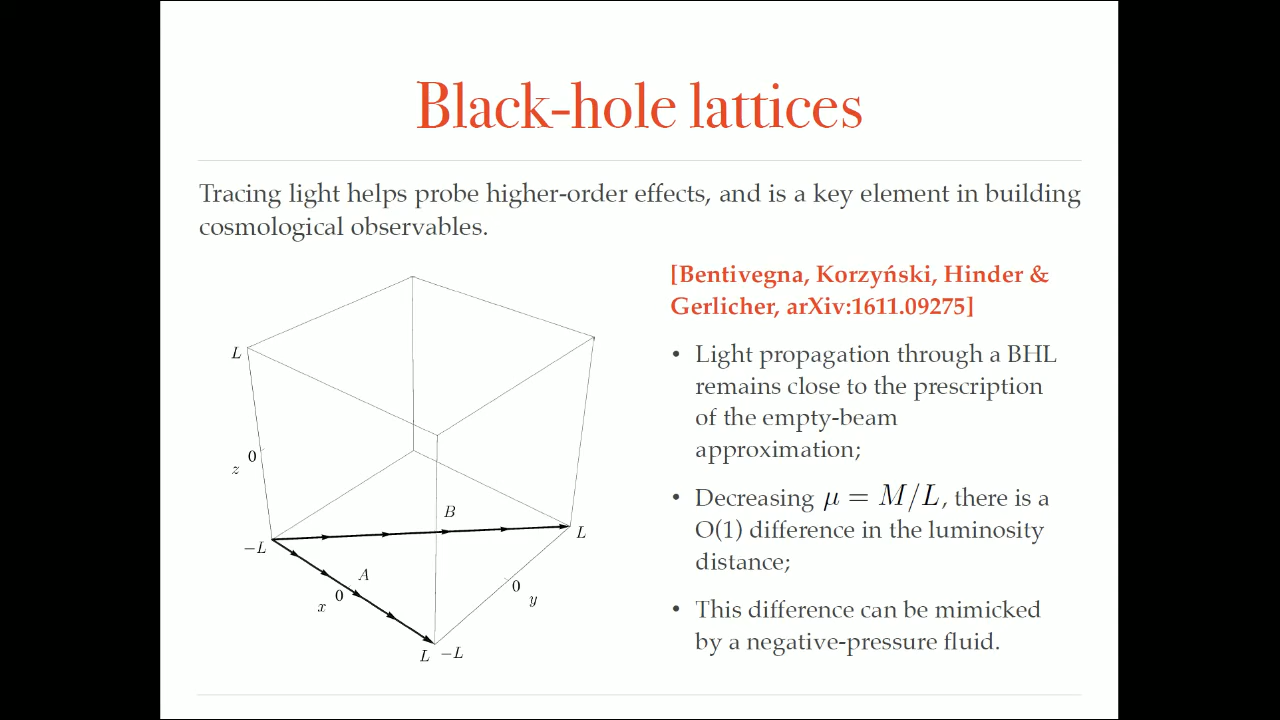 Black-hole lattices
Tracing light helps probe higher-order effects, and is a key element in building
cosmological observables.
[Bentivegna, Korzyński, Hinder &
Gerlicher, arXiv:1611.09275]
• Light propagation through a BHL
remains close to the prescription
of the empty-beam
approximation;
• Decreasing μ = M/L, there is a
O(1) difference in the luminosity
distance;
• This difference can be mimicked
by a negative-pressure fluid.
L
0
z
−L
B
L
A
0
x
0
y
L
−L